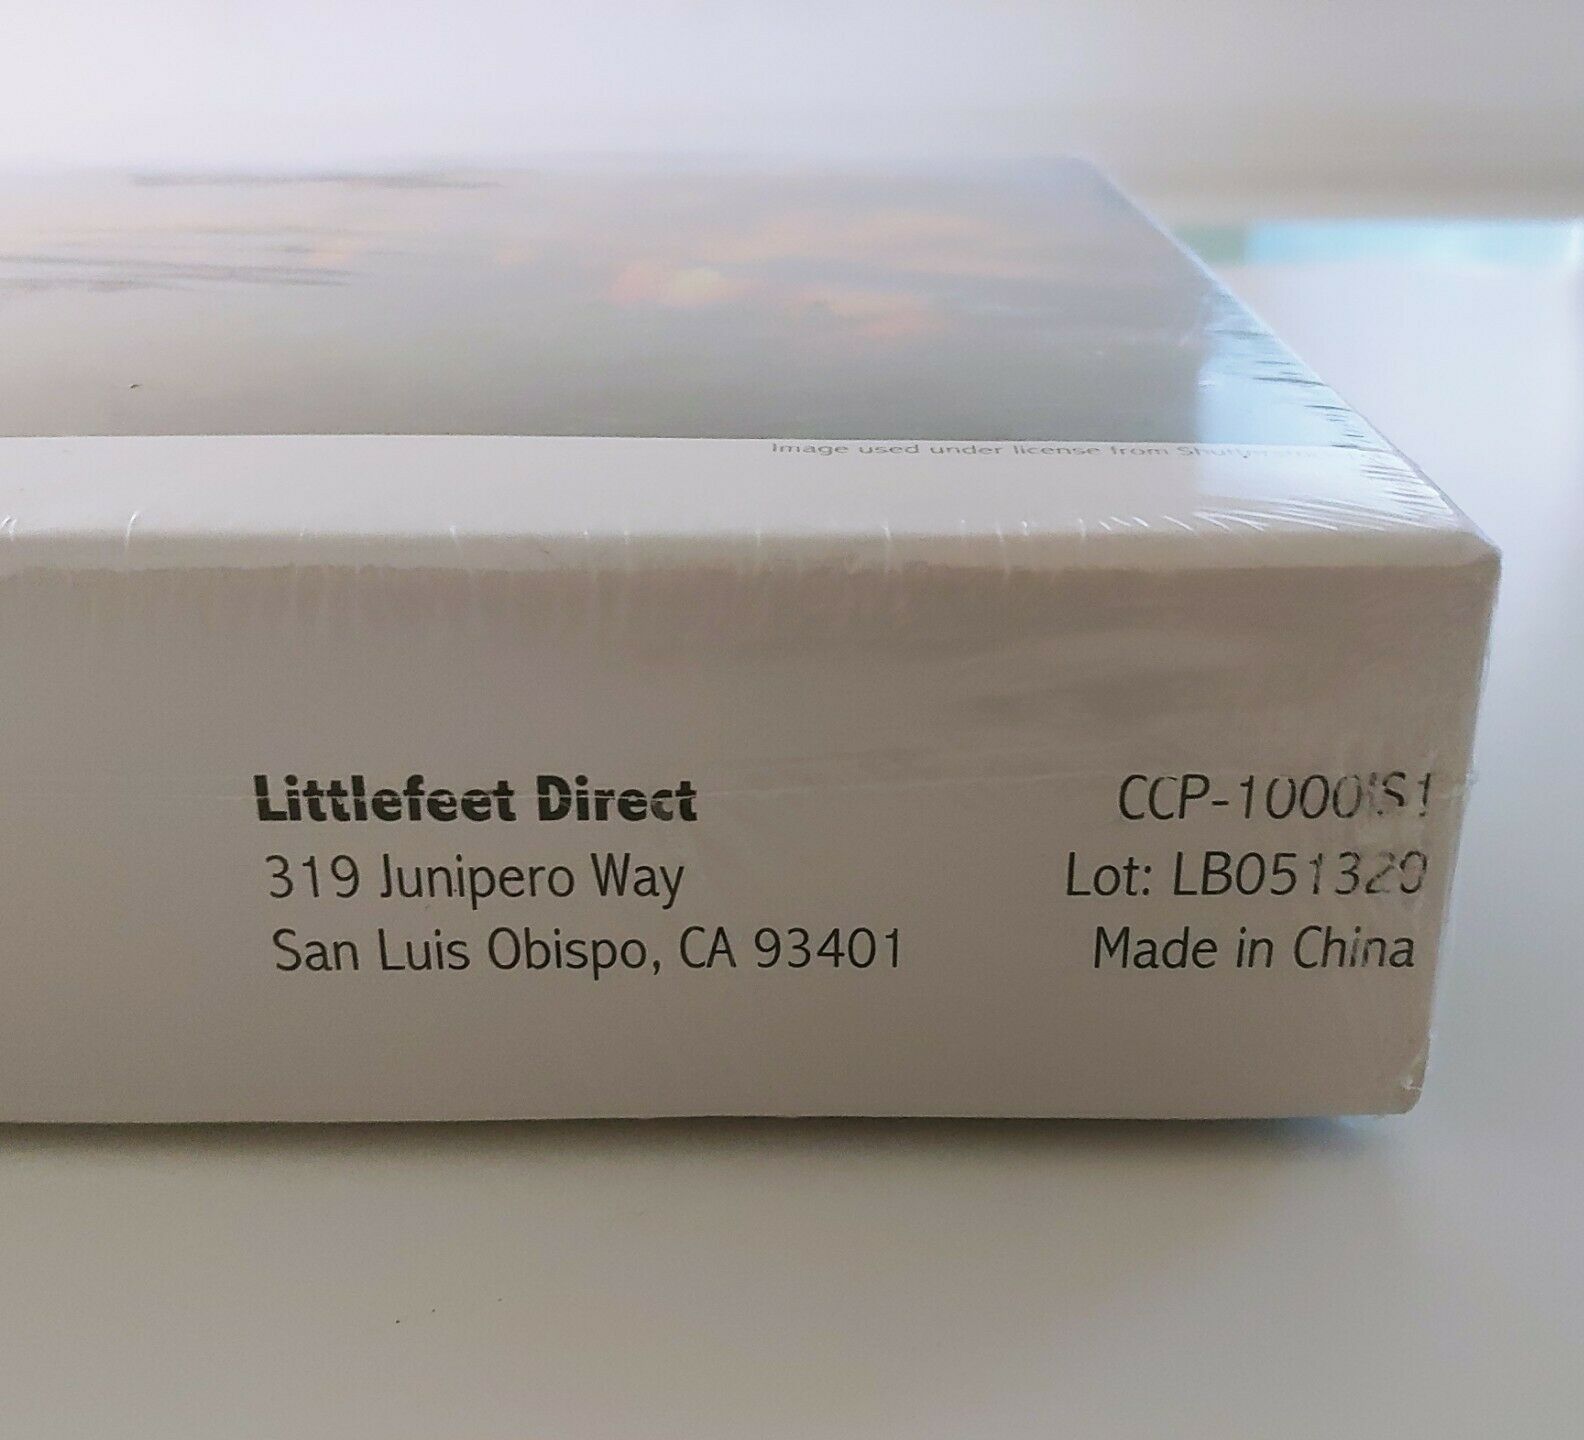 Image used under license from
Littlefeet Direct
319 Junipero Way
San Luis Obispo, CA 93401
CCP-1000IS1
Lot: LB051320
Made in China